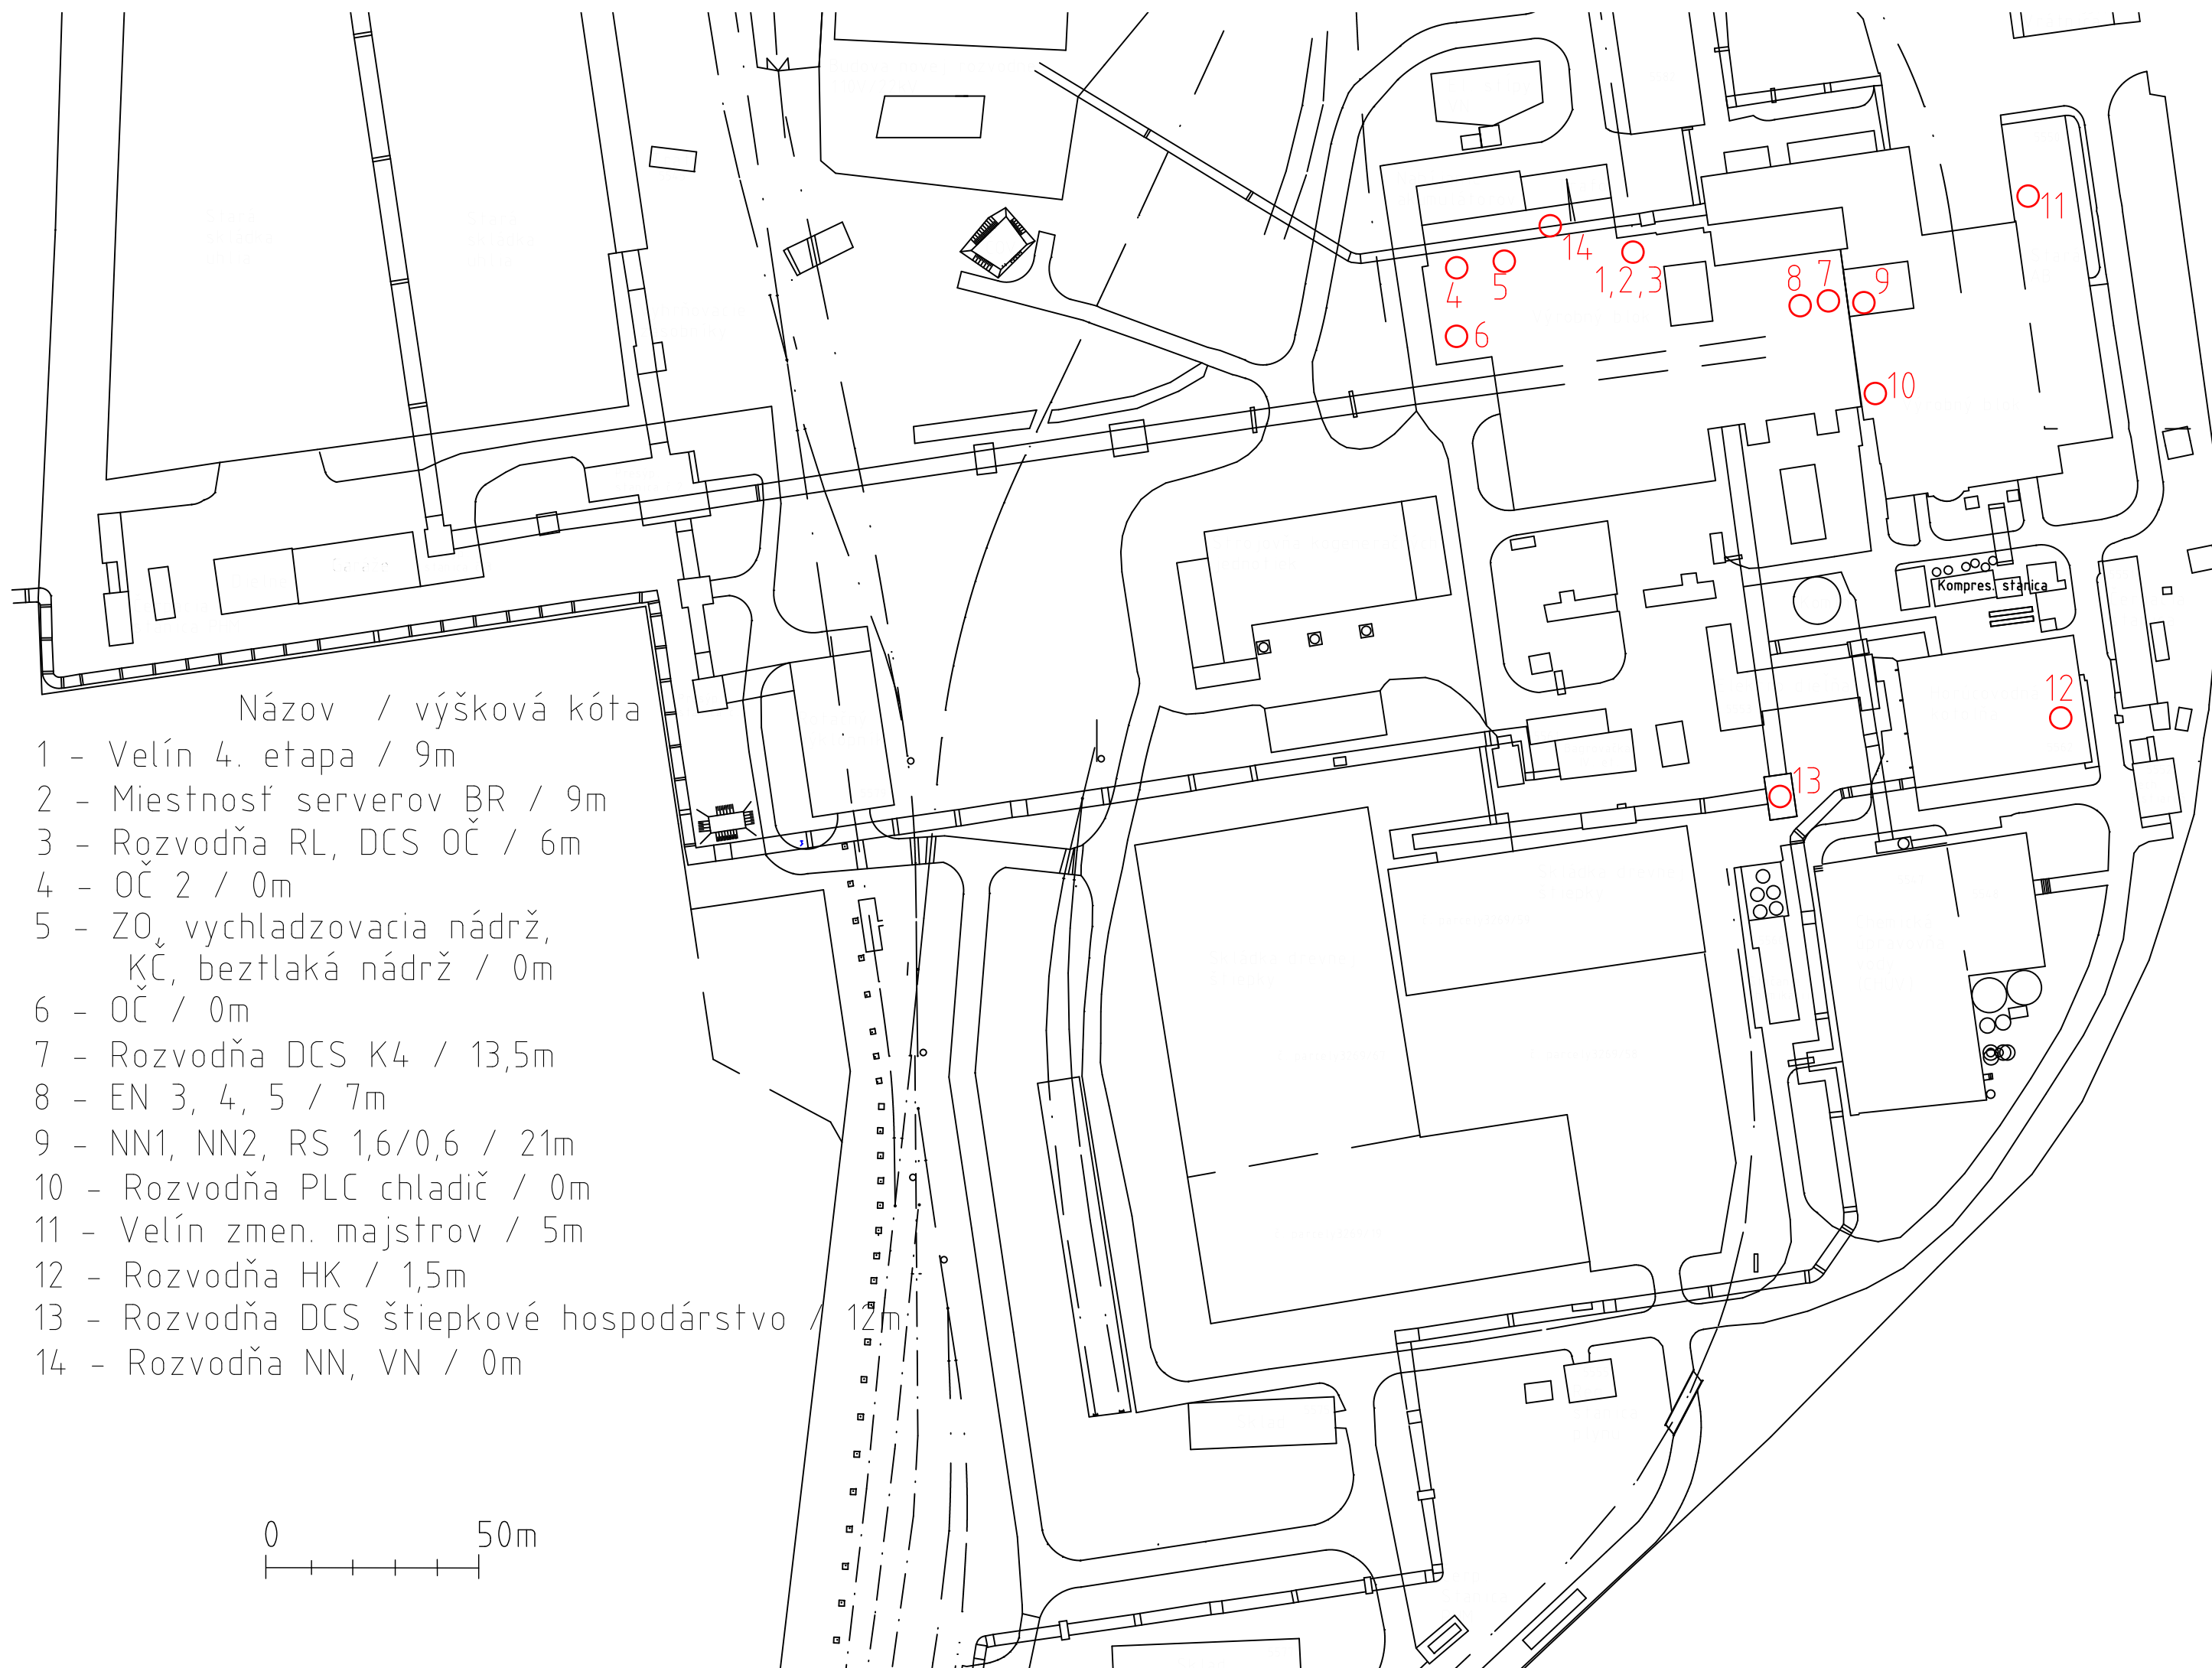 11
14
1,2,3
4
5
8
7
9
6
10
Kompres. stanica
12
13
Názov / výšková kóta
1 - Velín 4. etapa / 9m
2 - Miestnosť serverov BR / 9m
3 - Rozvodňa RL, DCS OČ / 6m
4 - OČ 2 / 0m
5 - ZO, vychladzovacia nádrž,
KČ, beztlaká nádrž / 0m
6 - OČ / 0m
7 - Rozvodňa DCS K4 / 13,5m
8 - EN 3, 4, 5 / 7m
9 - NN1, NN2, RS 1,6/0,6 / 21m
10 - Rozvodňa PLC chladič / 0m
11 - Velín zmen. majstrov / 5m
12 - Rozvodňa HK / 1,5m
13 - Rozvodňa DCS štiepkové hospodárstvo / 12m
14 - Rozvodňa NN, VN / 0m
0 50m